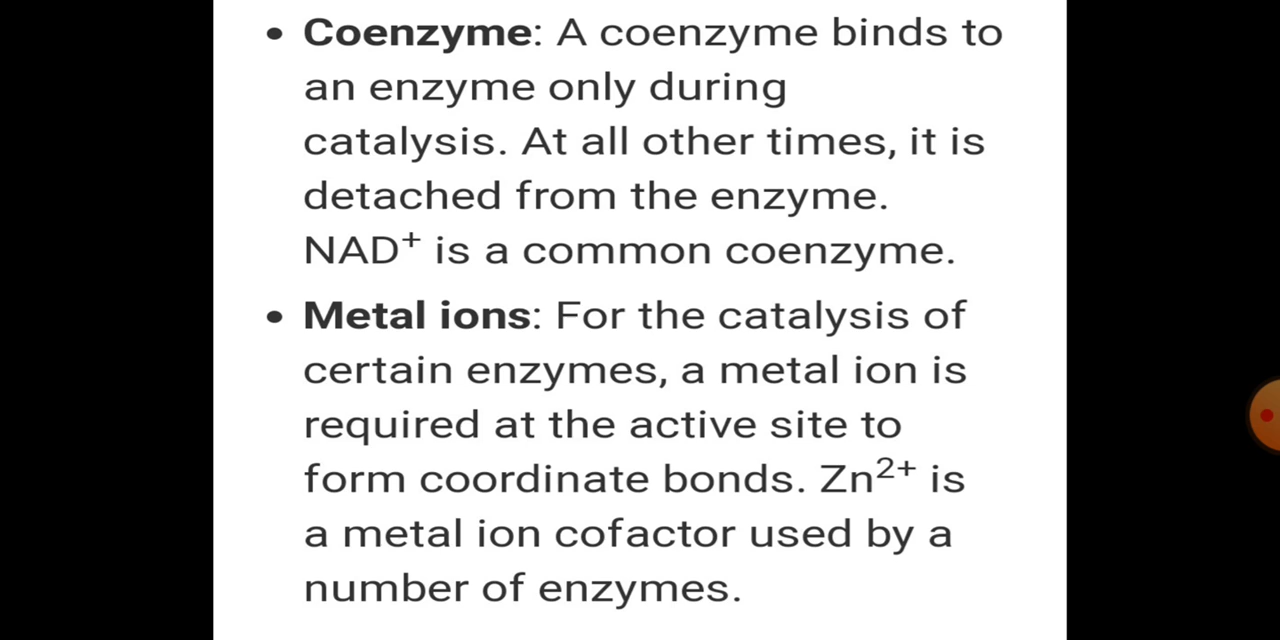 • Coenzyme: A coenzyme binds to
an enzyme only during
catalysis. At all other times, it is
detached from the enzyme.
NAD⁺ is a common coenzyme.
• Metal ions: For the catalysis of
certain enzymes, a metal ion is
required at the active site to
form coordinate bonds. Zn²⁺ is
a metal ion cofactor used by a
number of enzymes.